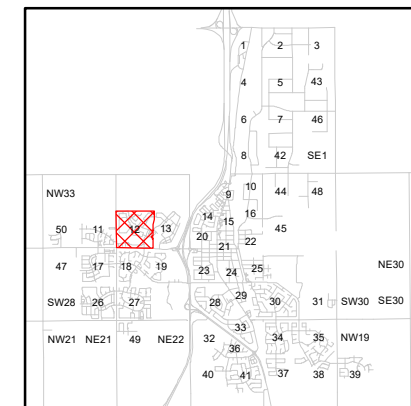 1 2 3
4 5 43
6 7 46
8 42 SE1
NW33 9 10 44 48
50 11 12 13 14 15 16 45
20 21 22
47 17 18 19 23 24 25 NE30
SW28 26 27 28 29 30 31 SW30 SE30
33
NW21 NE21 49 NE22 32 34 35 NW19
36
40 41 37 38 39